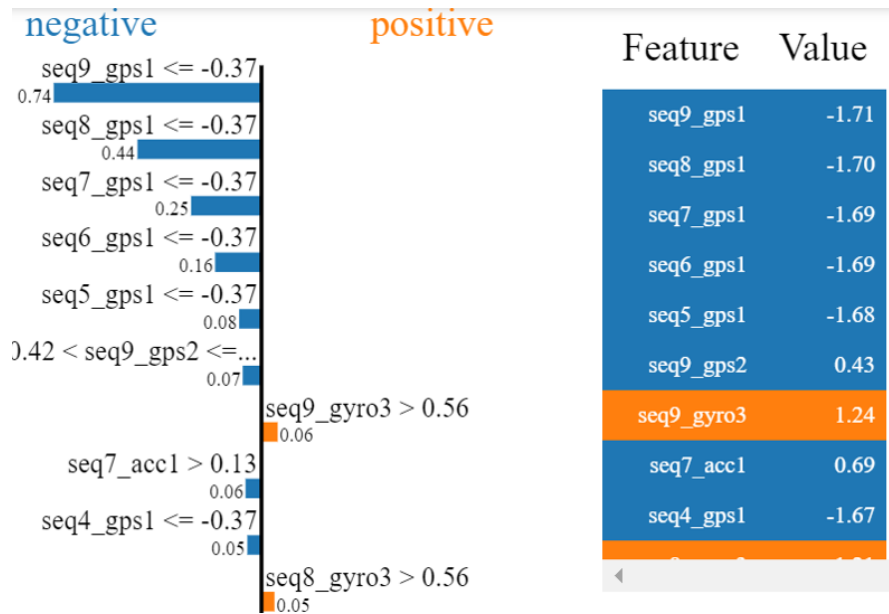 negative
positive
seq9_gps1 <= -0.37
0.74
seq8_gps1 <= -0.37
0.44
seq7_gps1 <= -0.37
0.25
seq6_gps1 <= -0.37
0.16
seq5_gps1 <= -0.37
0.08
0.42 < seq9_gps2 <=...
0.07
seq9_gyro3 > 0.56
0.06
seq7_acc1 > 0.13
0.06
seq4_gps1 <= -0.37
0.05
seq8_gyro3 > 0.56
0.05
Feature Value
seq9_gps1 -1.71
seq8_gps1 -1.70
seq7_gps1 -1.69
seq6_gps1 -1.69
seq5_gps1 -1.68
seq9_gps2 0.43
seq9_gyro3 1.24
seq7_acc1 0.69
seq4_gps1 -1.67